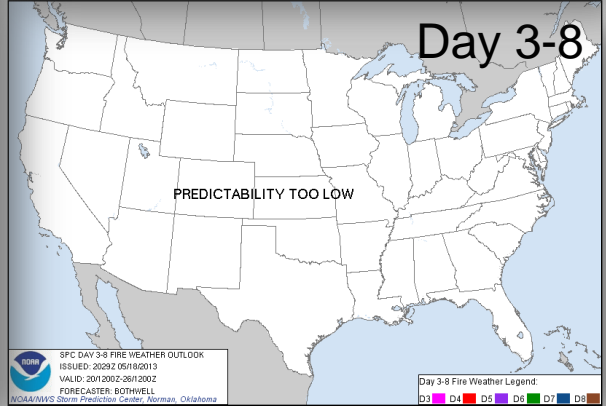 Day 3-8
PREDICTABILITY TOO LOW
NOAA
SPC DAY 3-8 FIRE WEATHER OUTLOOK
ISSUED: 2029Z 05/18/2013
VALID: 20/1200Z-26/1200Z
FORECASTER: BOTHWELL
NOAA/NWS Storm Prediction Center, Norman, Oklahoma
Day 3-8 Fire Weather Legend:
D3 D4 D5 D6 D7 D8